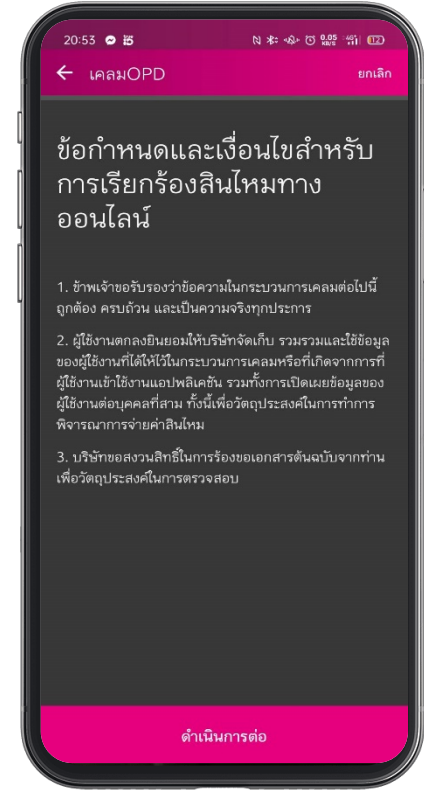 20:53
0.05 KB/S 4G 12
เคลมOPD
ยกเลิก
ข้อกำหนดและเงื่อนไขสำหรับ
การเรียกร้องสินไหมทาง
ออนไลน์
1. ข้าพเจ้าขอรับรองว่าข้อความในกระบวนการเคลมต่อไปนี้
ถูกต้อง ครบถ้วน และเป็นความจริงทุกประการ
2. ผู้ใช้งานตกลงยินยอมให้บริษัทจัดเก็บ รวมรวมและใช้ข้อมูล
ของผู้ใช้งานที่ได้ให้ไว้ในกระบวนการเคลมหรือที่เกิดจากการที่
ผู้ใช้งานเข้าใช้งานแอปพลิเคชัน รวมทั้งการเปิดเผยข้อมูลของ
ผู้ใช้งานต่อบุคคลที่สาม ทั้งนี้เพื่อวัตถุประสงค์ในการทำการ
พิจารณาการจ่ายค่าสินไหม
3. บริษัทขอสงวนสิทธิ์ในการร้องขอเอกสารต้นฉบับจากท่าน
เพื่อวัตถุประสงค์ในการตรวจสอบ
ดำเนินการต่อ